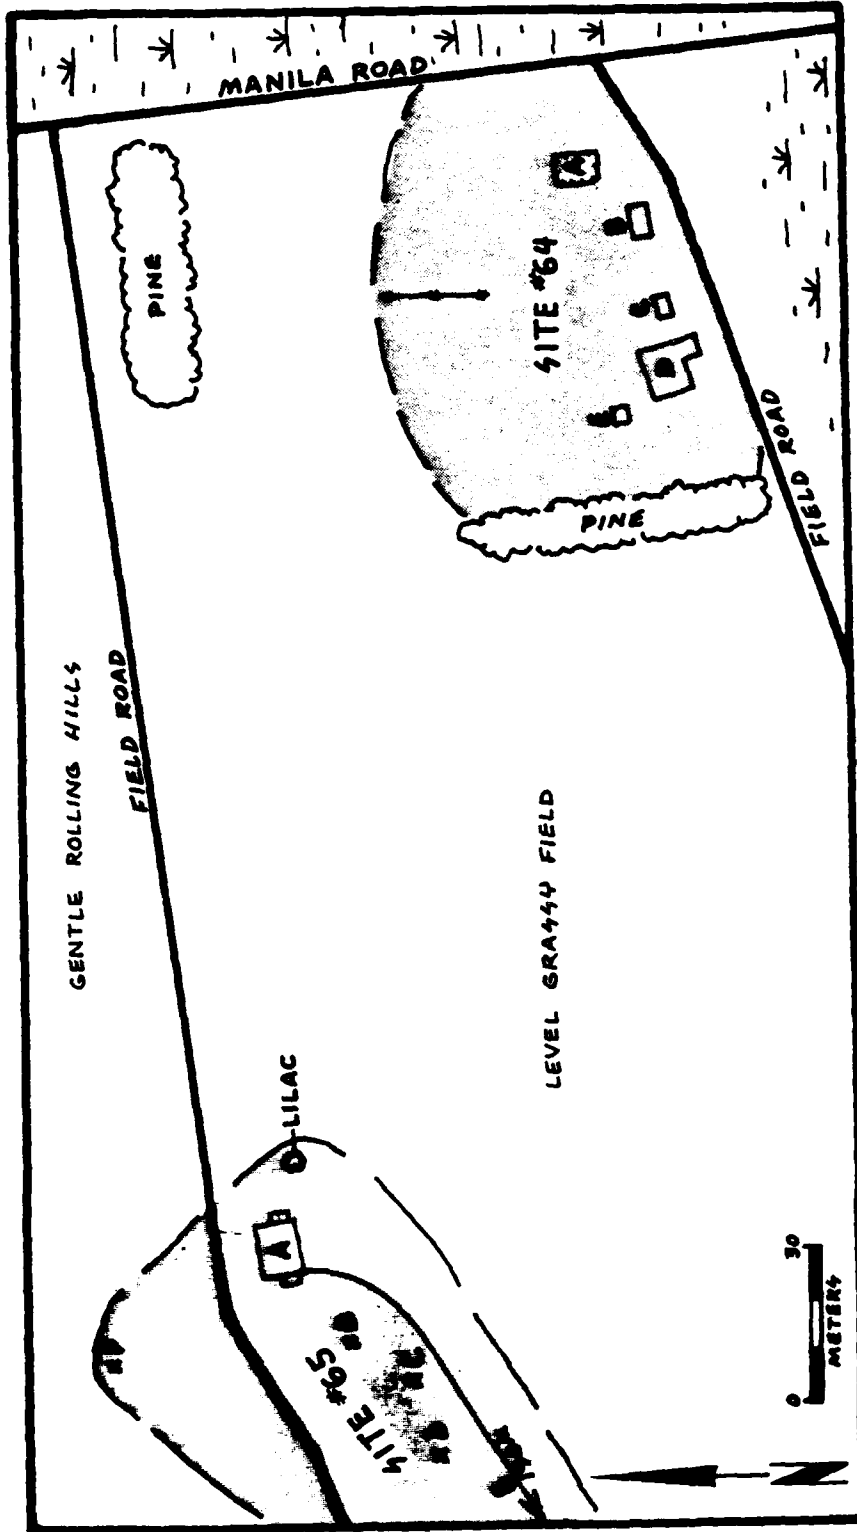 MANILA ROAD
PINE
A
B
C
SITE #64
D
E
PINE
FIELD ROAD
GENTLE ROLLING HILLS
FIELD ROAD
LEVEL GRASSY FIELD
LILAC
A
B
SITE #65
C
D
0 30
METERS
N